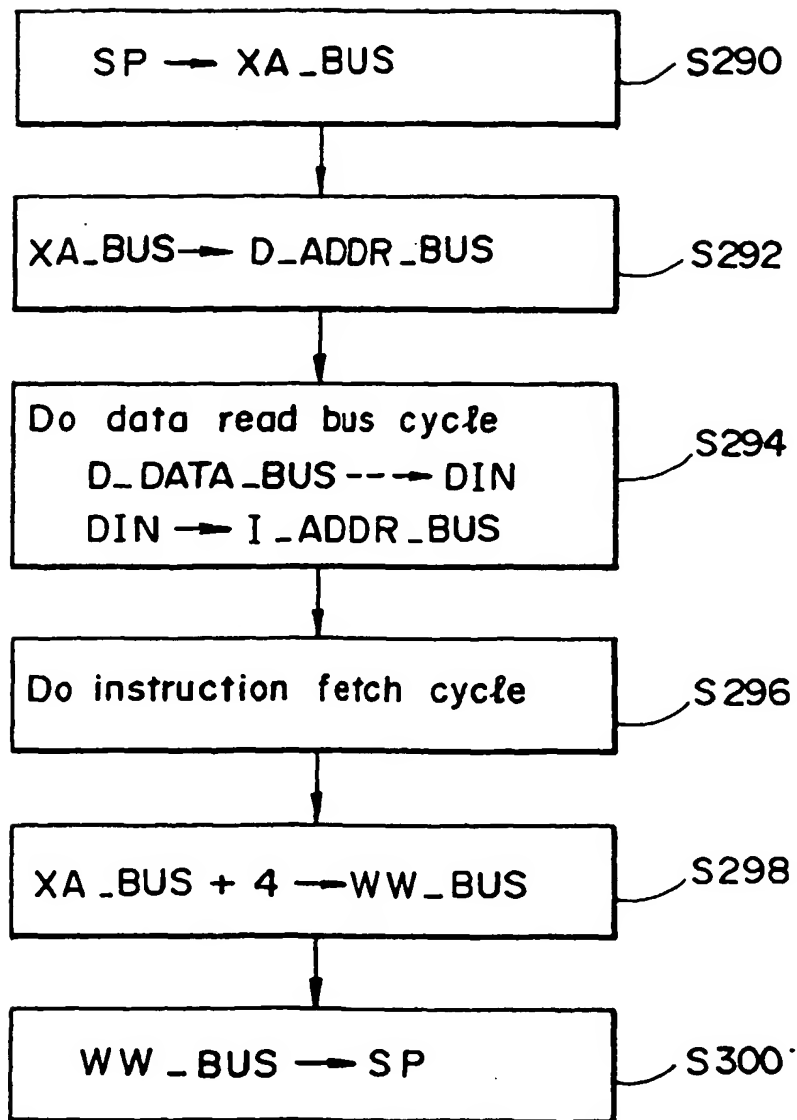 SP → XA_BUS
S290
XA_BUS → D_ADDR_BUS
S292
Do data read bus cycle
D_DATA_BUS --→ DIN
DIN → I_ADDR_BUS
S294
Do instruction fetch cycle
S296
XA_BUS + 4 → WW_BUS
S298
WW_BUS → SP
S300